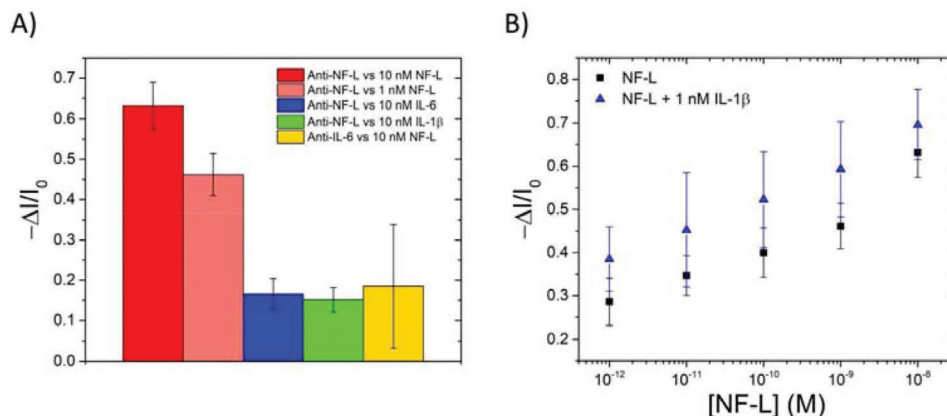 A)
B)
Anti-NF-L vs 10 nM NF-L
Anti-NF-L vs 1 nM NF-L
Anti-NF-L vs 10 nM IL-6
Anti-NF-L vs 10 nM IL-1β
Anti-IL-6 vs 10 nM NF-L
0.7
0.6
0.5
0.4
0.3
0.2
0.1
0.0
−ΔI/I₀
NF-L
NF-L + 1 nM IL-1β
0.8
0.7
0.6
0.5
0.4
0.3
0.2
−ΔI/I₀
10⁻¹² 10⁻¹¹ 10⁻¹⁰ 10⁻⁹ 10⁻⁸
[NF-L] (M)